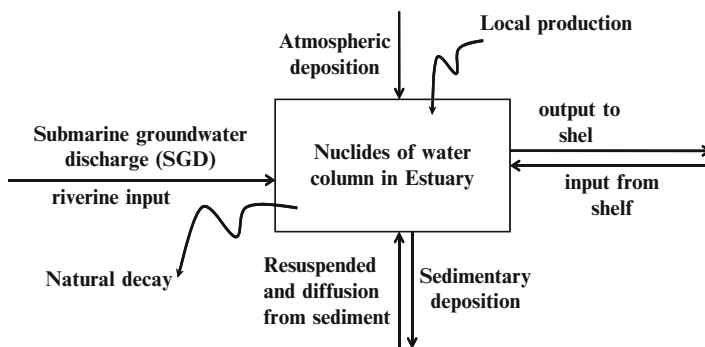 Atmospheric
deposition
Local production
Submarine groundwater
discharge (SGD)
riverine input
Nuclides of water
column in Estuary
output to
shel
input from
shelf
Natural decay
Resuspended
and diffusion
from sediment
Sedimentary
deposition